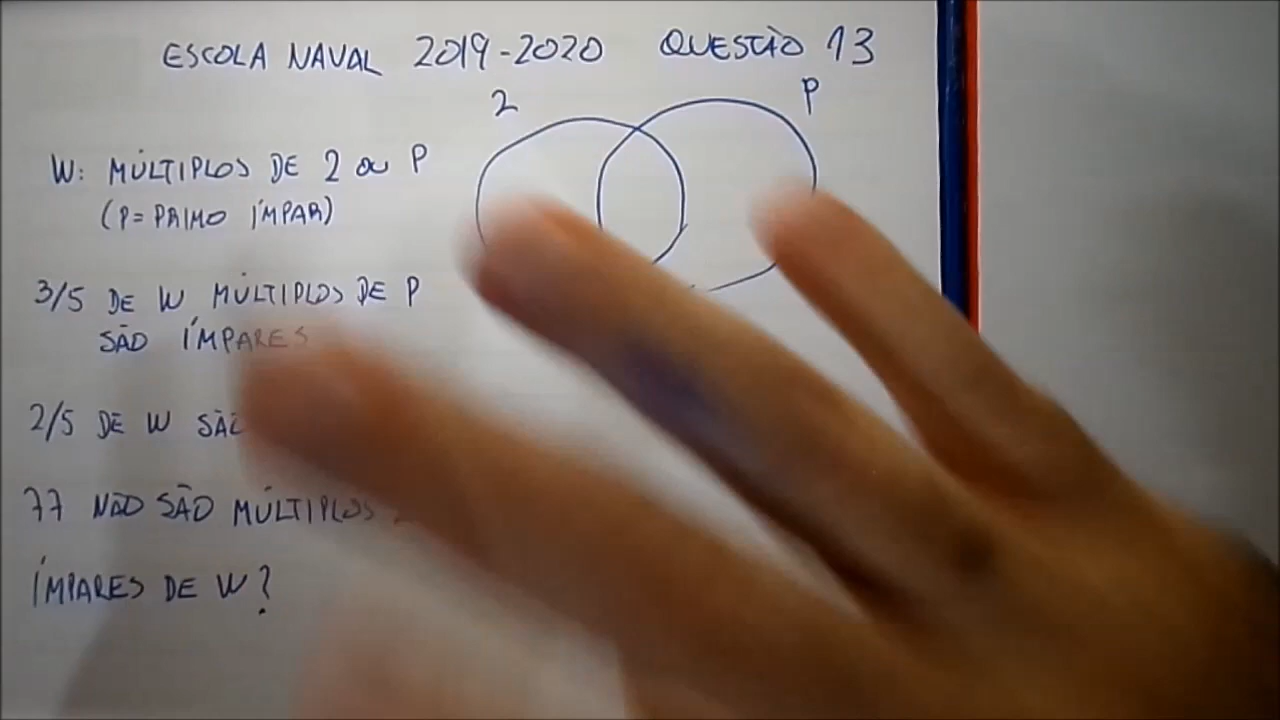 ESCOLA NAVAL 2019-2020 QUESTÃO 13
2 P
W: MÚLTIPLOS DE 2 OU P
(P= PRIMO ÍMPAR)
3/5 DE W MÚLTIPLOS DE P
SÃO ÍMPARES
2/5 DE W SÃO
77 NÃO SÃO MÚLTIPLOS
ÍMPARES DE W?